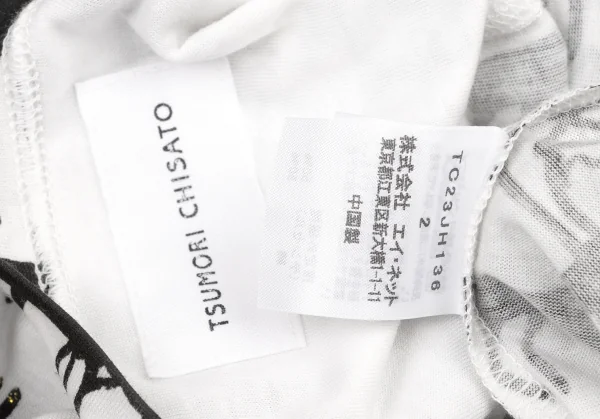 TSUMORI CHISATO
TC23JH136
2
株式会社 エイ・ネット
東京都江東区新大橋1-1-11
中国製